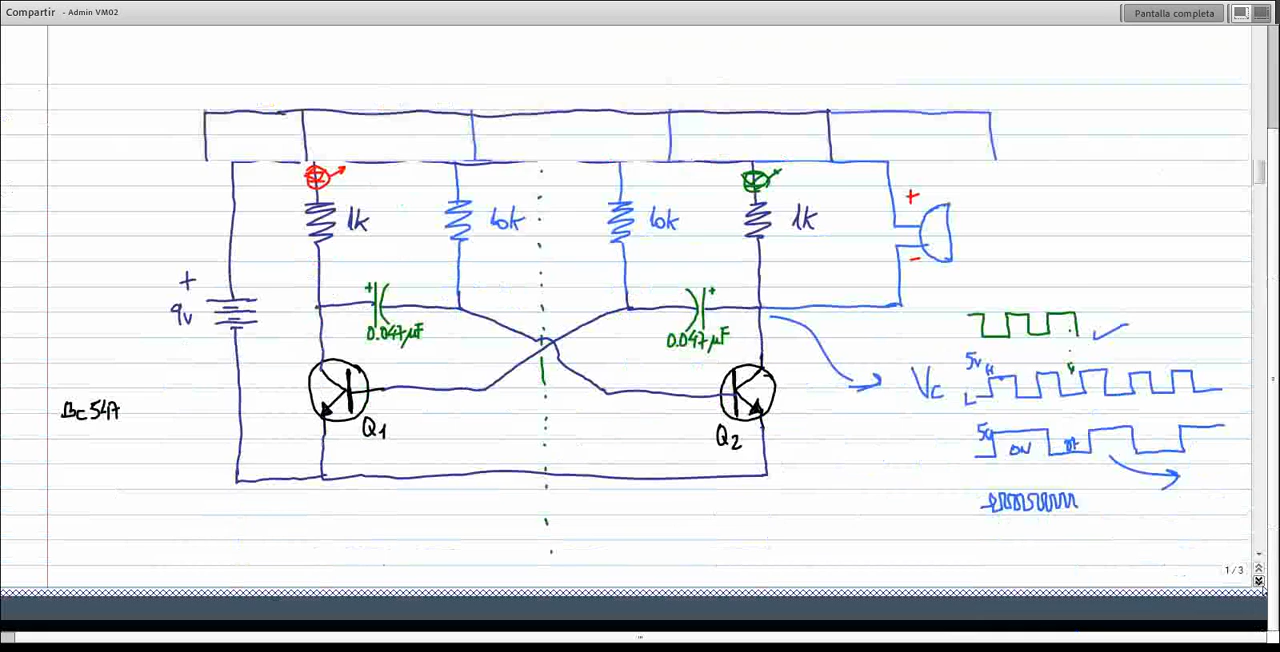 Compartir - Admin VM02
Pantalla completa
1k
10k
10k
1k
+
-
+
9v
+
0.047µF
+
0.047µF
5v
Vc
BC547
Q1
Q2
5v
ON
1 / 3